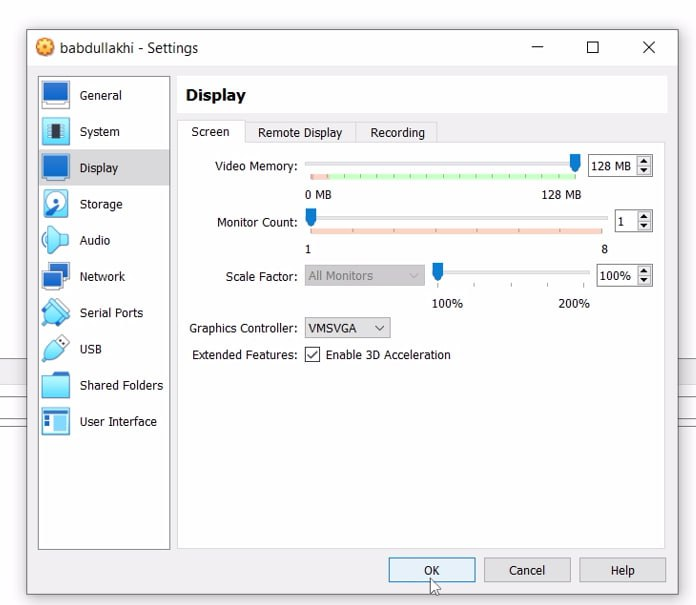 babdullakhi - Settings
General
System
Display
Storage
Audio
Network
Serial Ports
USB
Shared Folders
User Interface
Display
Screen Remote Display Recording
Video Memory: 128 MB
0 MB 128 MB
Monitor Count: 1
1 8
Scale Factor: All Monitors 100%
100% 200%
Graphics Controller: VMSVGA
Extended Features: Enable 3D Acceleration
OK Cancel Help